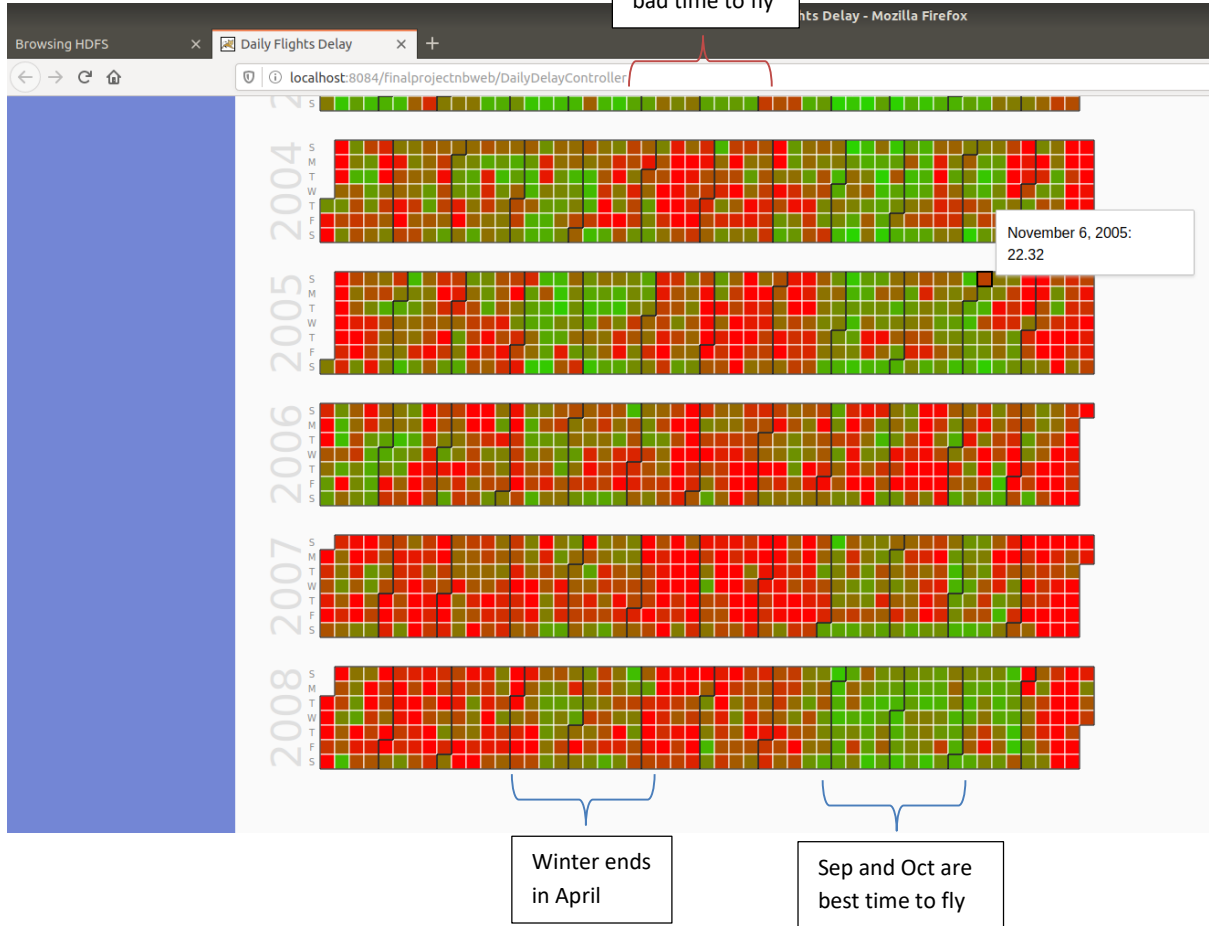 bad time to fly
hts Delay - Mozilla Firefox
Browsing HDFS
Daily Flights Delay
localhost:8084/finalprojectnbweb/DailyDelayController
S
2004
S
M
T
W
T
F
S
November 6, 2005:
22.32
2005
S
M
T
W
T
F
S
2006
S
M
T
W
T
F
S
2007
S
M
T
W
T
F
S
2008
S
M
T
W
T
F
S
Winter ends
in April
Sep and Oct are
best time to fly